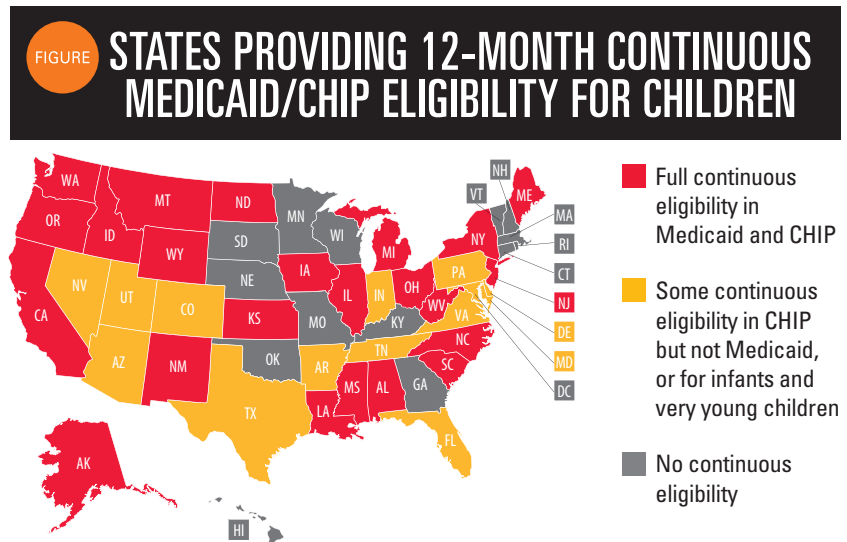 FIGURE
STATES PROVIDING 12-MONTH CONTINUOUS
MEDICAID/CHIP ELIGIBILITY FOR CHILDREN
WA
OR
CA
ID
NV
MT
WY
UT
AZ
CO
NM
ND
SD
NE
KS
OK
TX
MN
IA
MO
AR
LA
WI
IL
MS
MI
IN
KY
TN
AL
OH
WV
GA
FL
SC
NC
VA
PA
NY
VT
NH
ME
MA
RI
CT
NJ
DE
MD
DC
AK
HI
Full continuous
eligibility in
Medicaid and CHIP
Some continuous
eligibility in CHIP
but not Medicaid,
or for infants and
very young children
No continuous
eligibility